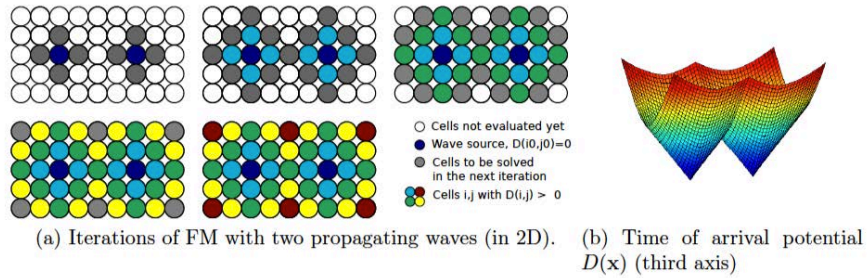 Cells not evaluated yet
Wave source, D(i0,j0)=0
Cells to be solved
in the next iteration
Cells i,j with D(i,j) > 0
(a) Iterations of FM with two propagating waves (in 2D).
(b) Time of arrival potential
D(x) (third axis)